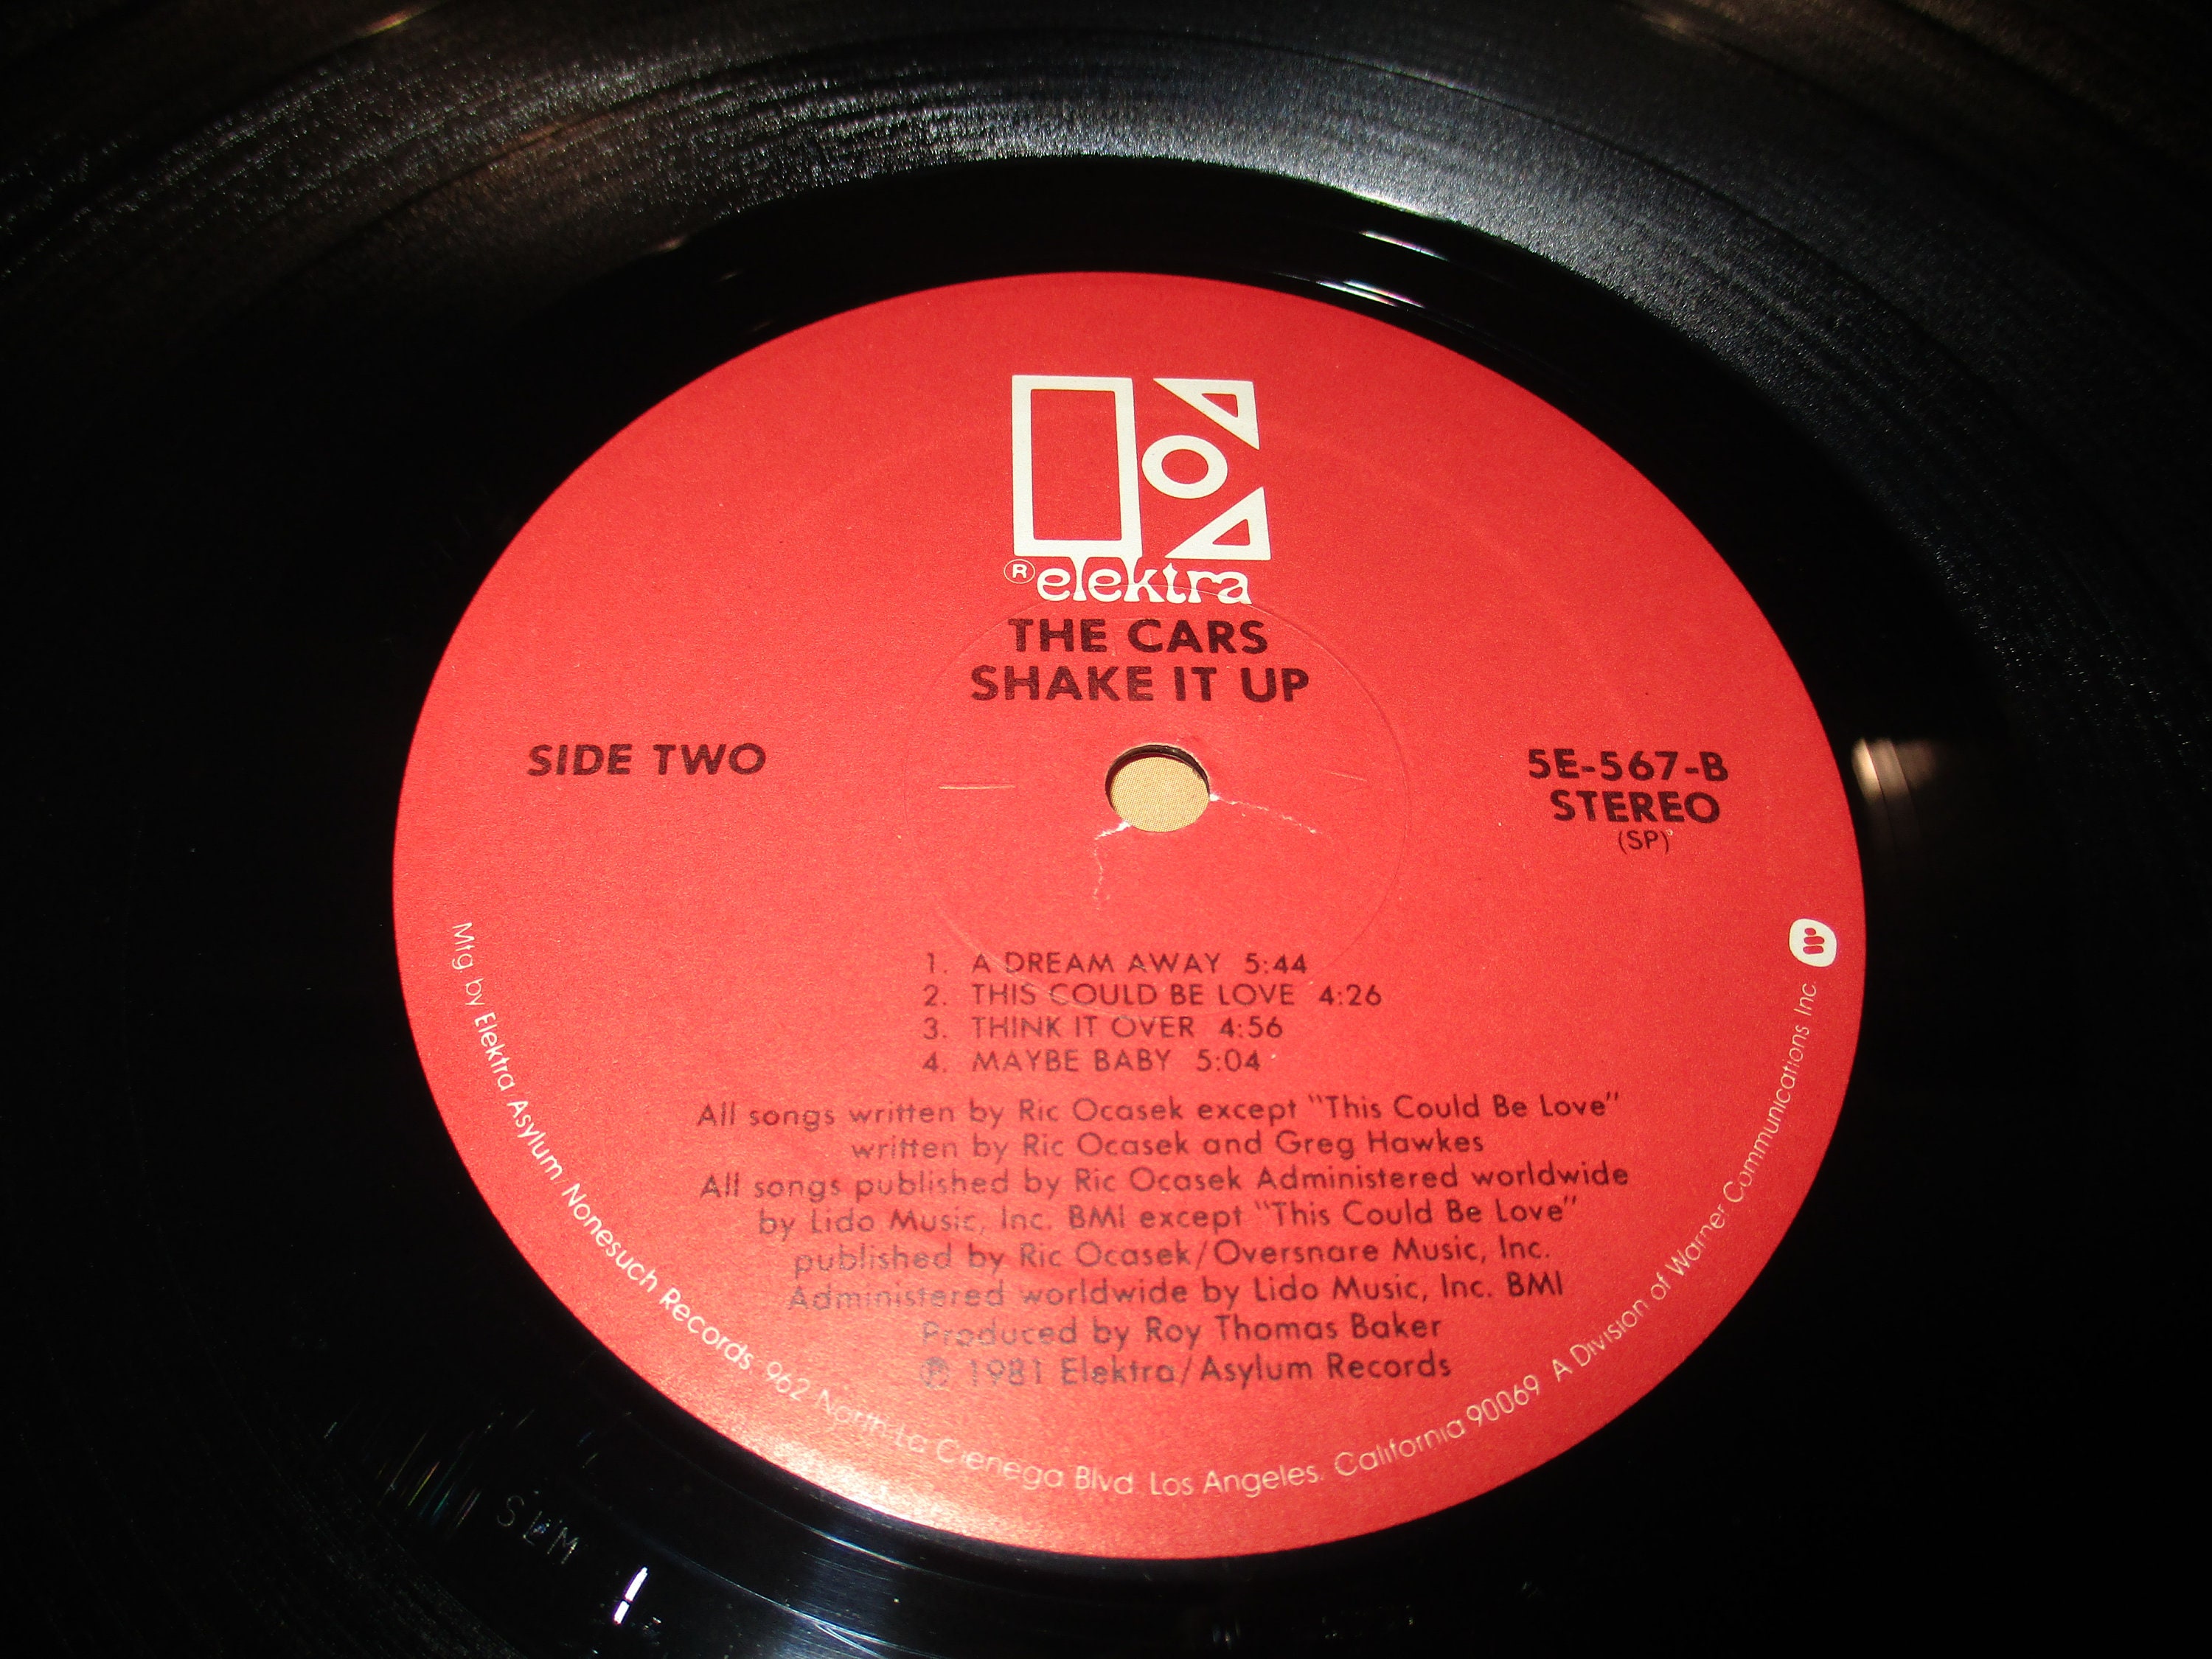 ® elektra
THE CARS
SHAKE IT UP
SIDE TWO
5E-567-B
STEREO
(SP)
1. A DREAM AWAY 5:44
2. THIS COULD BE LOVE 4:26
3. THINK IT OVER 4:56
4. MAYBE BABY 5:04
All songs written by Ric Ocasek except "This Could Be Love"
written by Ric Ocasek and Greg Hawkes
All songs published by Ric Ocasek Administered worldwide
by Lido Music, Inc. BMI except "This Could Be Love"
published by Ric Ocasek/Oversnare Music, Inc.
Administered worldwide by Lido Music, Inc. BMI
Produced by Roy Thomas Baker
℗ 1981 Elektra/Asylum Records
Mfg. by Elektra Asylum Nonesuch Records. 962 North La Cienega Blvd. Los Angeles. California 90069 A Division of Warner Communications Inc.